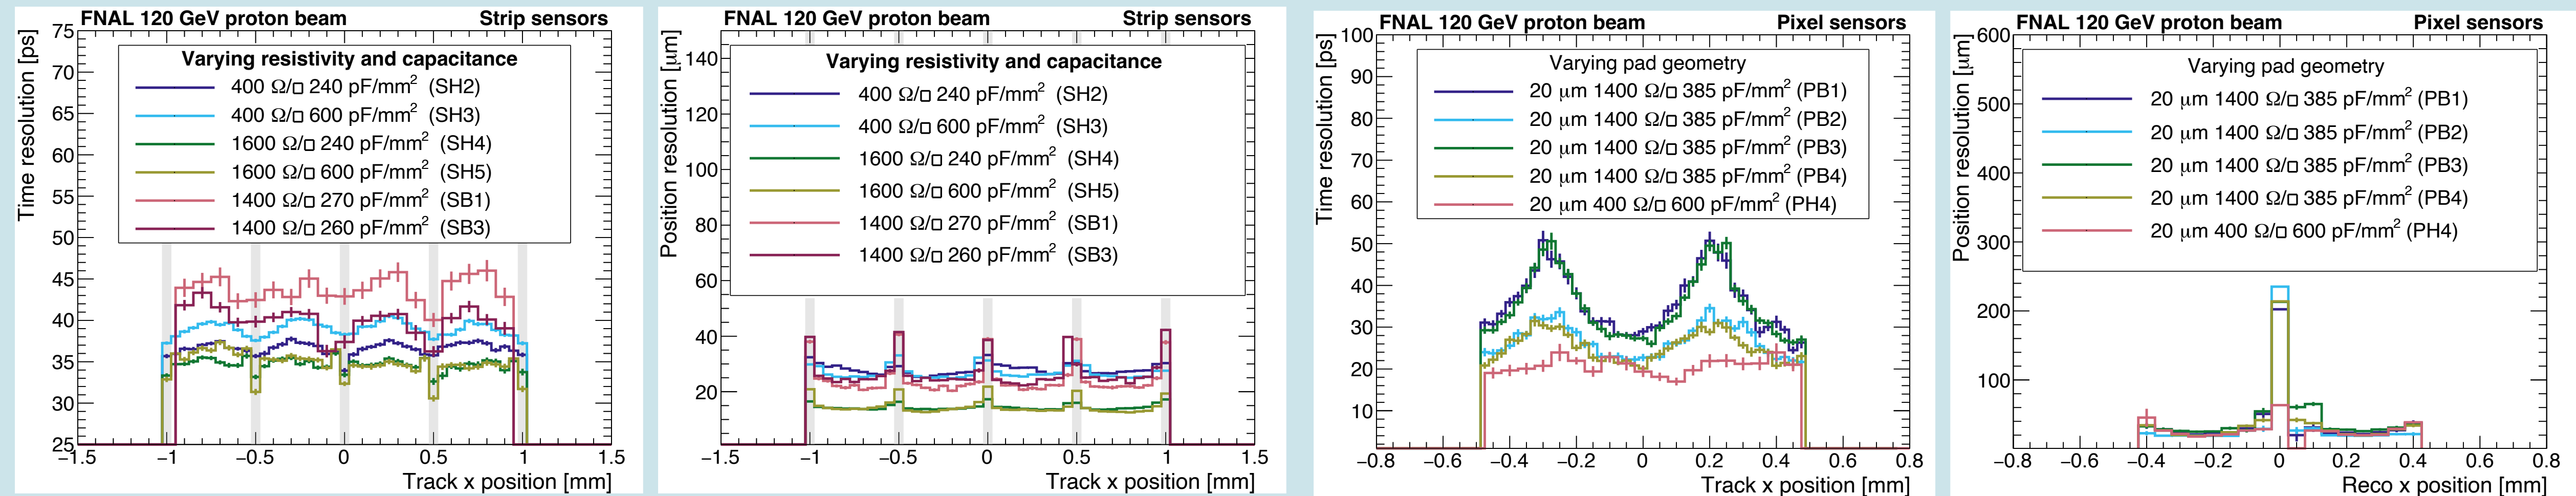 FNAL 120 GeV proton beam Strip sensors
Time resolution [ps]
75
70
65
60
55
50
45
40
35
30
25
Varying resistivity and capacitance
400 Ω/□ 240 pF/mm² (SH2)
400 Ω/□ 600 pF/mm² (SH3)
1600 Ω/□ 240 pF/mm² (SH4)
1600 Ω/□ 600 pF/mm² (SH5)
1400 Ω/□ 270 pF/mm² (SB1)
1400 Ω/□ 260 pF/mm² (SB3)
−1.5 −1 −0.5 0 0.5 1 1.5
Track x position [mm]
FNAL 120 GeV proton beam Strip sensors
Position resolution [μm]
140
120
100
80
60
40
20
Varying resistivity and capacitance
400 Ω/□ 240 pF/mm² (SH2)
400 Ω/□ 600 pF/mm² (SH3)
1600 Ω/□ 240 pF/mm² (SH4)
1600 Ω/□ 600 pF/mm² (SH5)
1400 Ω/□ 270 pF/mm² (SB1)
1400 Ω/□ 260 pF/mm² (SB3)
−1.5 −1 −0.5 0 0.5 1 1.5
Track x position [mm]
FNAL 120 GeV proton beam Pixel sensors
Time resolution [ps]
100
90
80
70
60
50
40
30
20
10
Varying pad geometry
20 μm 1400 Ω/□ 385 pF/mm² (PB1)
20 μm 1400 Ω/□ 385 pF/mm² (PB2)
20 μm 1400 Ω/□ 385 pF/mm² (PB3)
20 μm 1400 Ω/□ 385 pF/mm² (PB4)
20 μm 400 Ω/□ 600 pF/mm² (PH4)
−0.8 −0.6 −0.4 −0.2 0 0.2 0.4 0.6 0.8
Track x position [mm]
FNAL 120 GeV proton beam Pixel sensors
Position resolution [μm]
600
500
400
300
200
100
Varying pad geometry
20 μm 1400 Ω/□ 385 pF/mm² (PB1)
20 μm 1400 Ω/□ 385 pF/mm² (PB2)
20 μm 1400 Ω/□ 385 pF/mm² (PB3)
20 μm 1400 Ω/□ 385 pF/mm² (PB4)
20 μm 400 Ω/□ 600 pF/mm² (PH4)
−0.8 −0.6 −0.4 −0.2 0 0.2 0.4 0.6 0.8
Reco x position [mm]